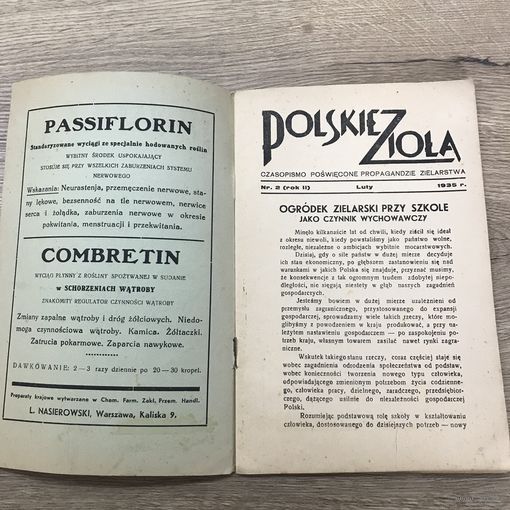 PASSIFLORIN
Standaryzowane wyciągi ze specjalnie hodowanych roślin
WYBITNY ŚRODEK USPOKAJAJĄCY
STOSUJE SIĘ PRZY WSZELKICH ZABURZENIACH SYSTEMU
NERWOWEGO
Wskazania: Neurastenja, przemęczenie nerwowe, sta-
ny lękowe, bezsenność na tle nerwowem, nerwice
serca i żołądka, zaburzenia nerwowe w okresie
pokwitania, menstruacji i przekwitania.
COMBRETIN
WYCIĄG PŁYNNY Z ROŚLINY SPOŻYWANEJ W SUDANIE
w SCHORZENIACH WĄTROBY
ZNAKOMITY REGULATOR CZYNNOŚCI WĄTROBY
Zmiany zapalne wątroby i dróg żółciowych. Niedo-
moga czynnościowa wątroby. Kamica. Żółtaczki.
Zatrucia pokarmowe. Zaparcia nawykowe.
DAWKOWANIE: 2—3 razy dziennie po 20—30 kropel.
Preparaty krajowe wytwarzane w Chem. Farm. Zakł. Przem. Handl.
L. NASIEROWSKI, Warszawa, Kaliska 9.
POLSKIE ZIOŁA
CZASOPISMO POŚWIĘCONE PROPAGANDZIE ZIELARSTWA
Nr. 2 (rok II) Luty 1935 r.
OGRÓDEK ZIELARSKI PRZY SZKOLE
JAKO CZYNNIK WYCHOWAWCZY
Minęło kilkanaście lat od chwili, kiedy ziścił się ideał
z okresu niewoli, kiedy powstaliśmy jako państwo wolne,
rozległe, niezależne o ambicjach wybitnie mocarstwowych.
Dzisiaj, gdy o sile państw w dużej mierze decyduje
ich stan ekonomiczny, po głębszem zastanowieniu się nad
warunkami w jakich Polska się znajduje, przyznać musimy,
że konsekwencje z tak ogromnym trudem zdobytej niepo-
dległości, nie sięgają niestety w głąb naszych zagadnień
gospodarczych.
Jesteśmy bowiem w dużej mierze uzależnieni od
przemysłu zagranicznego, przystosowanego do ekspansji
gospodarczej, sprowadzamy wiele takich rzeczy, które mo-
glibyśmy z powodzeniem w kraju produkować, a przy na-
leżytem nastawieniu gospodarczem — po zaspokojeniu po-
trzeb kraju, własnym towarem zasilać nawet rynki zagra-
niczne.
Wskutek takiego stanu rzeczy, coraz częściej staje się
wobec zagadnienia odrodzenia społeczeństwa od podstaw,
wobec konieczności tworzenia nowego typu człowieka,
odpowiadającego zmienionym potrzebom życia codzienne-
go, człowieka pracy, dzielnego, zaradnego, przedsiębior-
czego, dążącego usilnie do niezależności gospodarczej
Polski.
Rozumiejąc podstawową rolę szkoły w kształtowaniu
człowieka, dostosowanego do dzisiejszych potrzeb — nowy